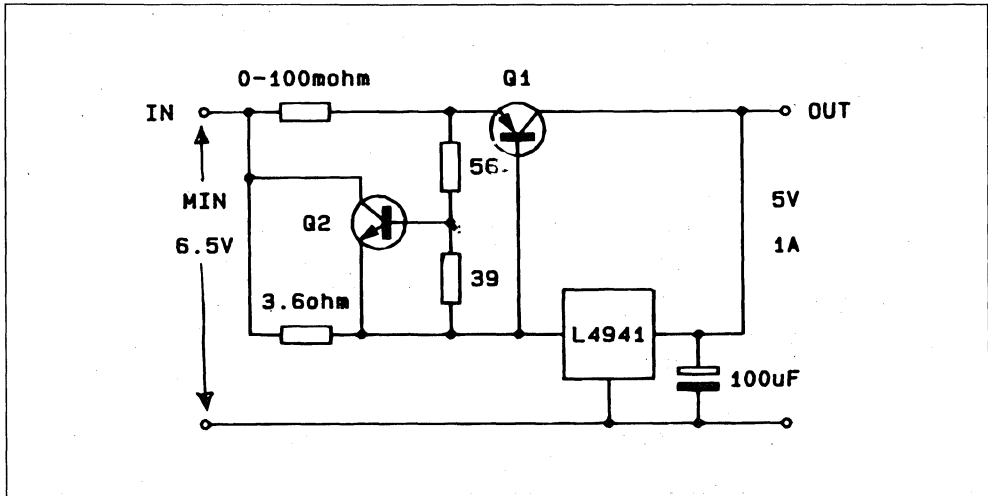 0-100mohm
Q1
IN
OUT
56
MIN
Q2
5V
6.5V
1A
39
3.6ohm
L4941
100uF